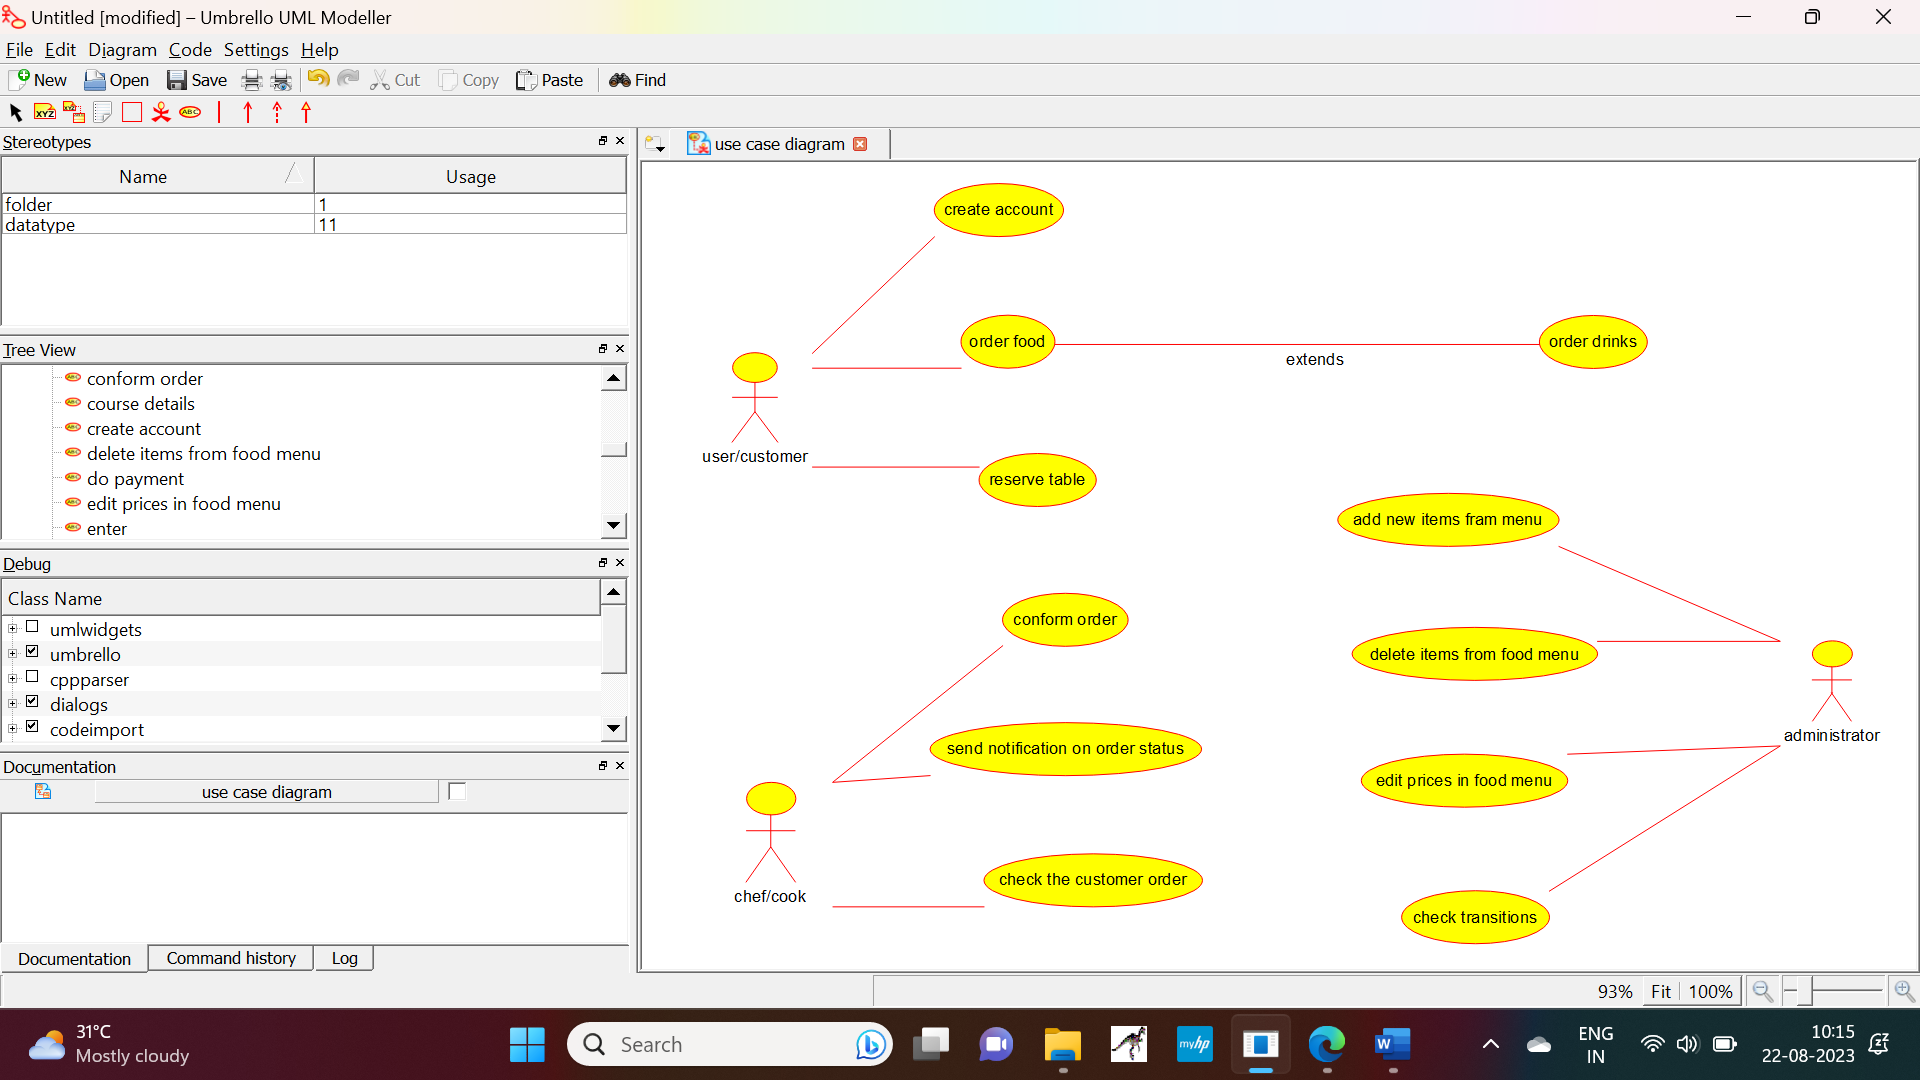 Untitled [modified] – Umbrello UML Modeller
File Edit Diagram Code Settings Help
New Open Save Cut Copy Paste Find
XYZ XYZ ABC
Stereotypes
Name Usage
folder 1
datatype 11
Tree View
conform order
course details
create account
delete items from food menu
do payment
edit prices in food menu
enter
Debug
Class Name
umlwidgets
umbrello
cppparser
dialogs
codeimport
Documentation
use case diagram
Documentation Command history Log
use case diagram
create account
order food
order drinks
extends
user/customer
reserve table
add new items fram menu
conform order
delete items from food menu
administrator
send notification on order status
edit prices in food menu
chef/cook
check the customer order
check transitions
93% Fit 100%
31°C
Mostly cloudy
Search
myhp
W
ENG
IN
10:15
22-08-2023